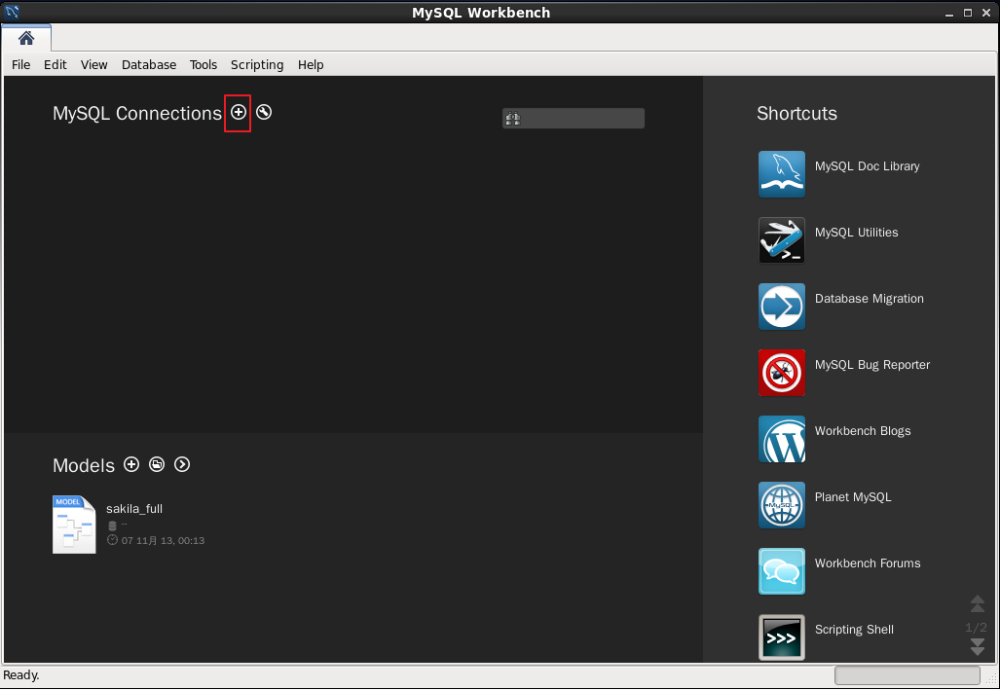 MySQL Workbench
File Edit View Database Tools Scripting Help
MySQL Connections
Shortcuts
MySQL Doc Library
MySQL Utilities
Database Migration
MySQL Bug Reporter
Workbench Blogs
Planet MySQL
MySQL
Workbench Forums
Scripting Shell
>>>
1/2
Models
MODEL
sakila_full
--
07 11月 13, 00:13
Ready.